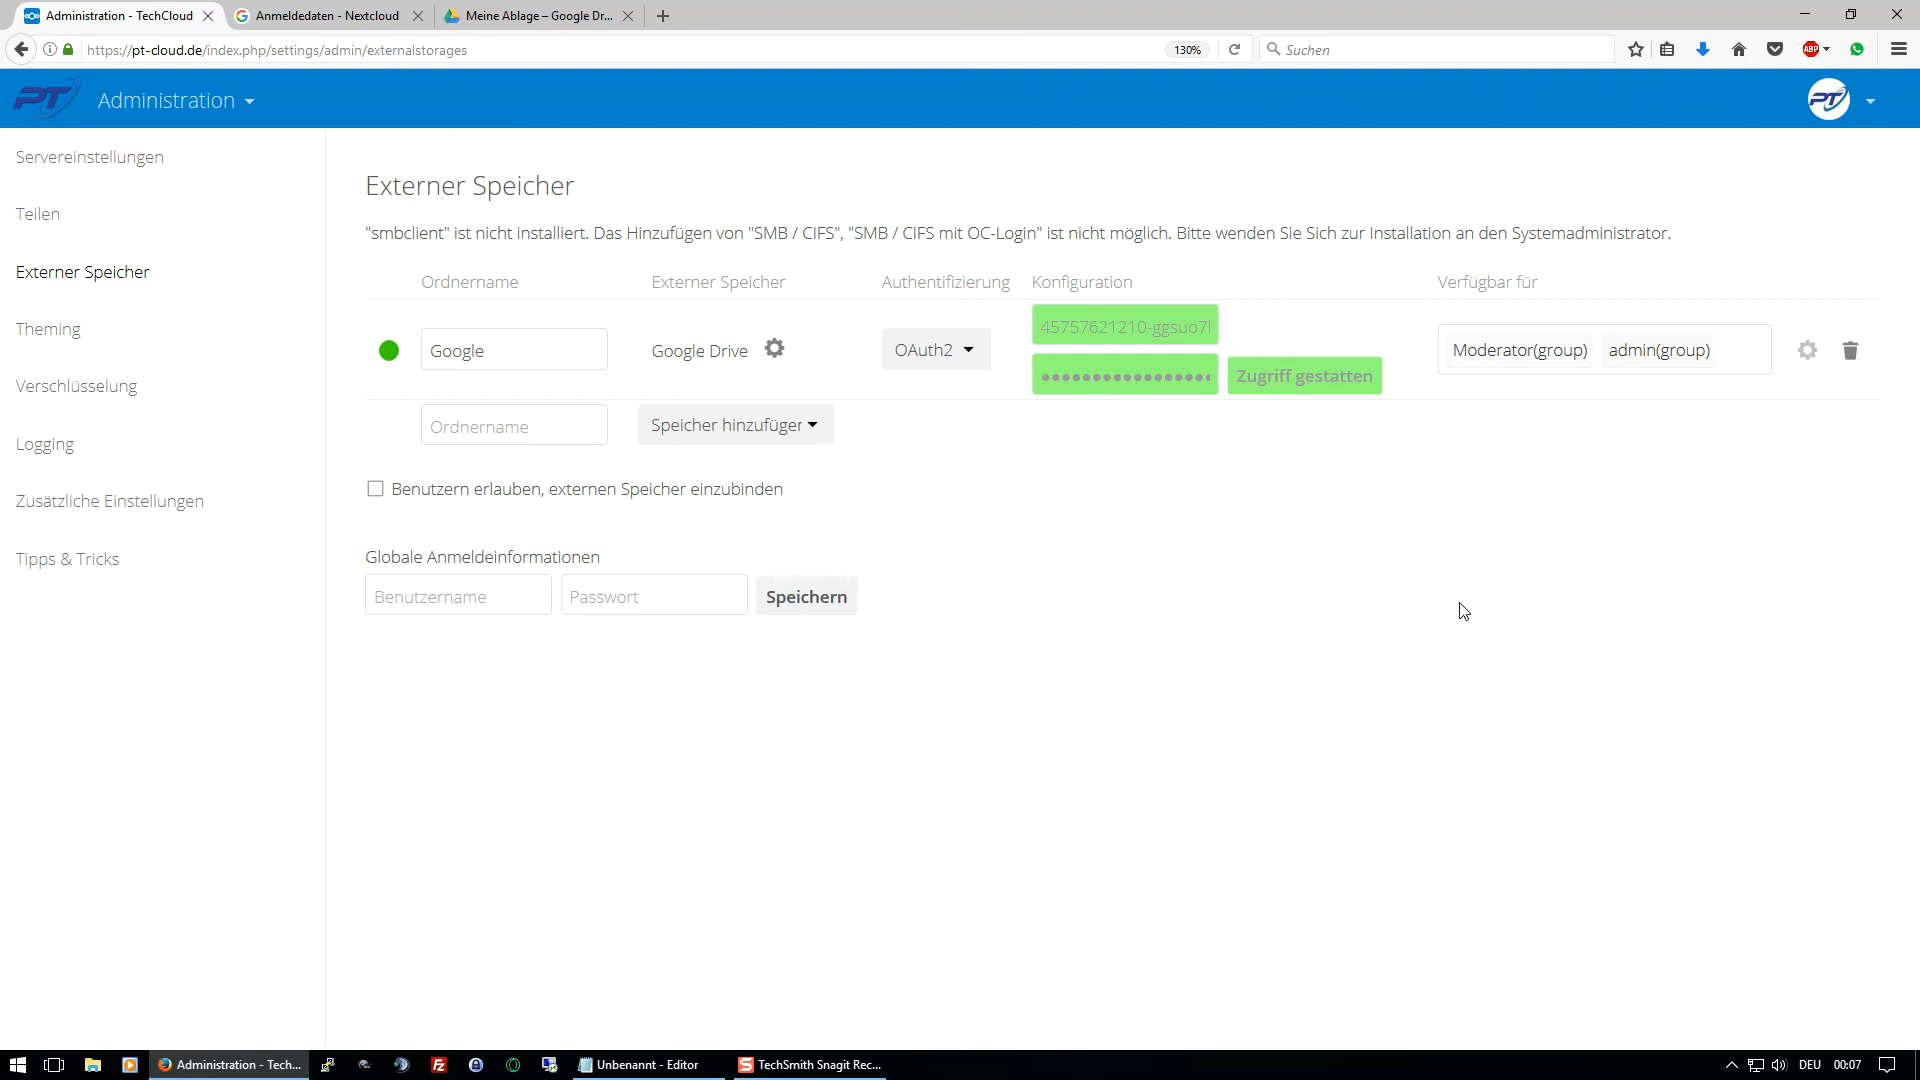 Administration - TechCloud
Anmeldedaten - Nextcloud
Meine Ablage – Google Dr...
https://pt-cloud.de/index.php/settings/admin/externalstorages
130%
Suchen
ABP
PT
Administration
PT
Servereinstellungen
Teilen
Externer Speicher
Theming
Verschlüsselung
Logging
Zusätzliche Einstellungen
Tipps & Tricks
Externer Speicher
"smbclient" ist nicht installiert. Das Hinzufügen von "SMB / CIFS", "SMB / CIFS mit OC-Login" ist nicht möglich. Bitte wenden Sie Sich zur Installation an den Systemadministrator.
Ordnername Externer Speicher Authentifizierung Konfiguration Verfügbar für
45757621210-ggsuo7l
Google Google Drive OAuth2 Moderator(group) admin(group)
Zugriff gestatten
Ordnername Speicher hinzufüger
Benutzern erlauben, externen Speicher einzubinden
Globale Anmeldeinformationen
Benutzername Passwort Speichern
Administration - Tech...
Unbenannt - Editor
TechSmith Snagit Rec...
DEU 00:07